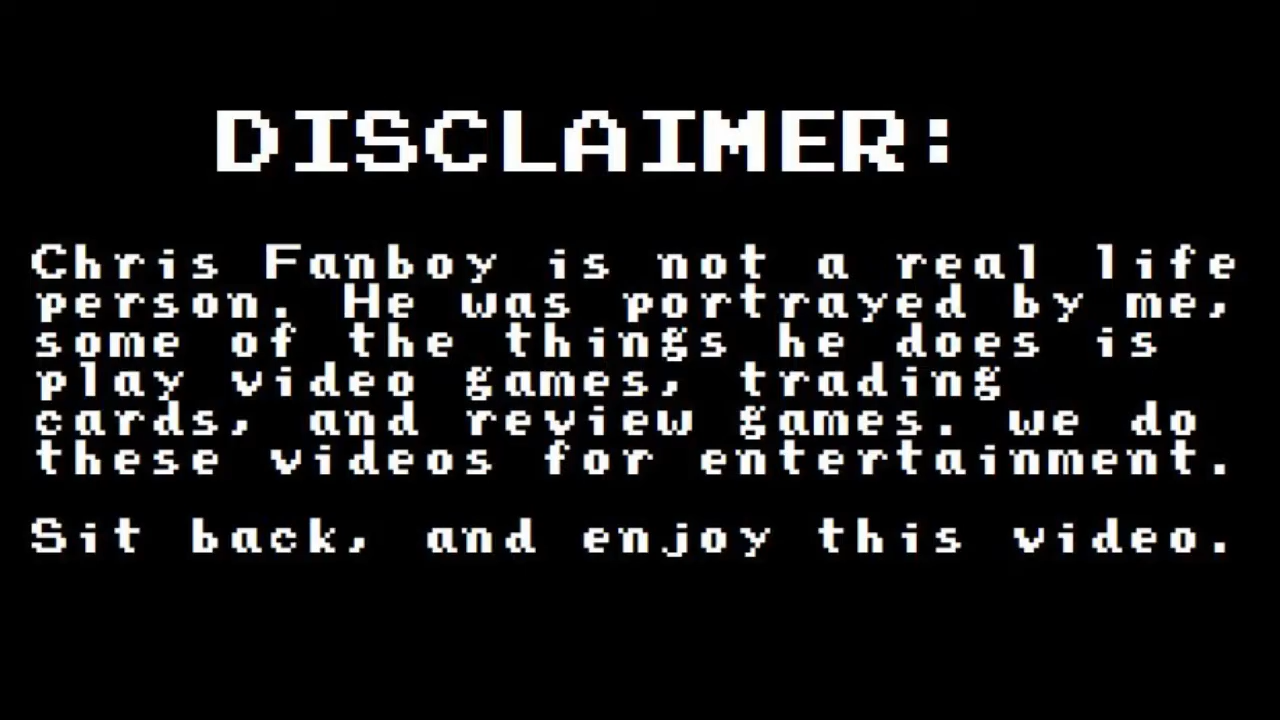 DISCLAIMER:
Chris Fanboy is not a real life
person. He was portrayed by me,
some of the things he does is
play video games, trading
cards, and review games. we do
these videos for entertainment.
Sit back, and enjoy this video.